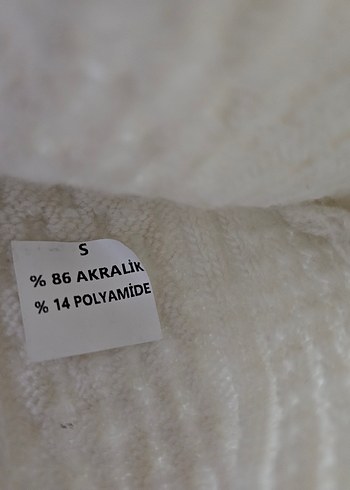 S
% 86 AKRALİK
% 14 POLYAMİDE